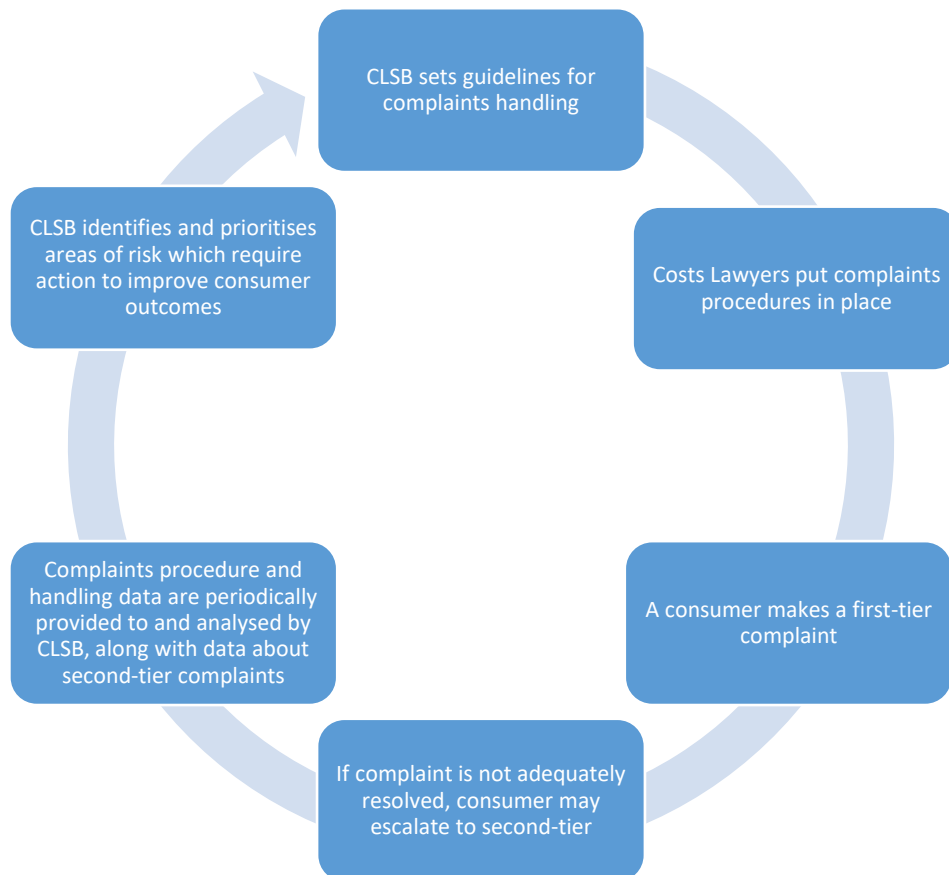 CLSB sets guidelines for
complaints handling
Costs Lawyers put complaints
procedures in place
A consumer makes a first-tier
complaint
If complaint is not adequately
resolved, consumer may
escalate to second-tier
Complaints procedure and
handling data are periodically
provided to and analysed by
CLSB, along with data about
second-tier complaints
CLSB identifies and prioritises
areas of risk which require
action to improve consumer
outcomes